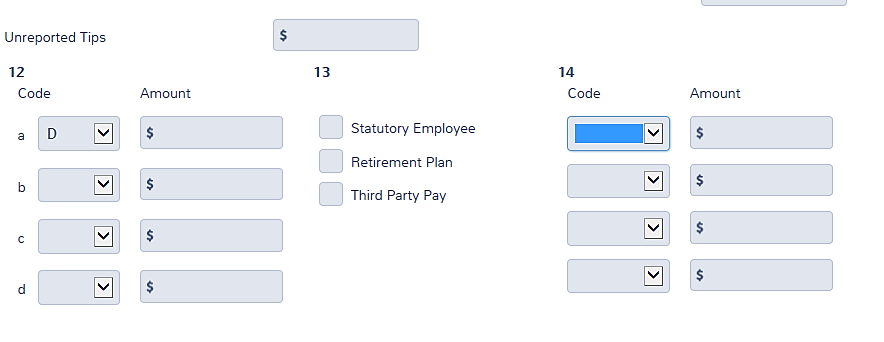 Unreported Tips $
12 13 14
Code Amount Code Amount
a D $ Statutory Employee $
Retirement Plan
b $ $
Third Party Pay
c $ $
d $ $